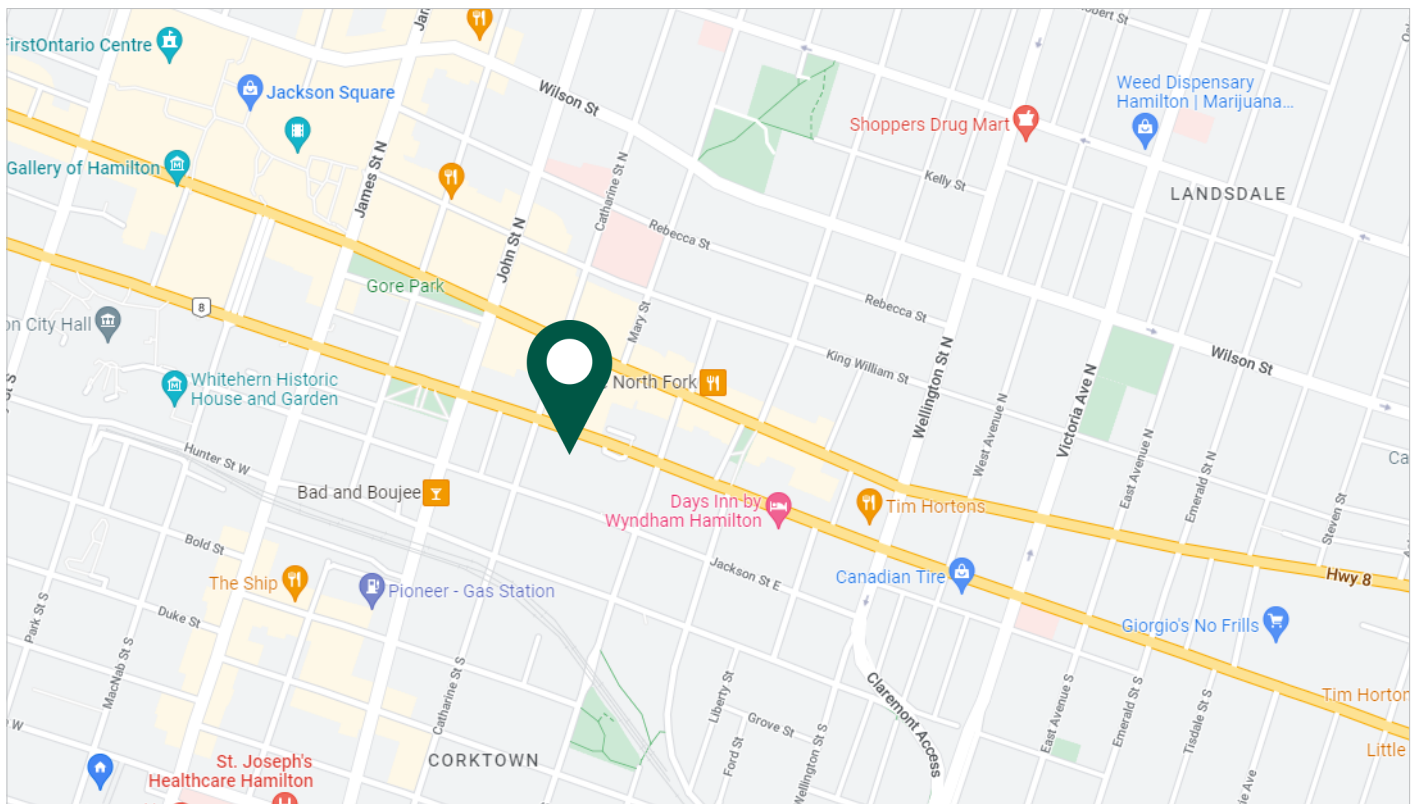 FirstOntario Centre
Jackson Square
Gallery of Hamilton
James St N
Wilson St
Weed Dispensary
Hamilton | Marijuana...
Shoppers Drug Mart
Kelly St
LANDSDALE
Catharine St N
Rebecca St
John St N
Gore Park
8
City Hall
Mary St
Rebecca St
King William St
Wellington St N
Victoria Ave N
Wilson St
Whitehern Historic
House and Garden
North Fork
West Avenue N
East Avenue N
Emerald St N
Steven St
Hunter St W
Bad and Boujee
Days Inn by
Wyndham Hamilton
Tim Hortons
Hwy 8
Bold St
The Ship
Pioneer - Gas Station
Jackson St E
Canadian Tire
Duke St
Park St S
MacNab St S
Giorgio's No Frills
Catharine St S
Liberty St
Grove St
Ford St
Wellington St S
Claremont Access
East Avenue S
Emerald St S
Tisdale St S
Tim Horton
Little
CORKTOWN
St. Joseph's
Healthcare Hamilton